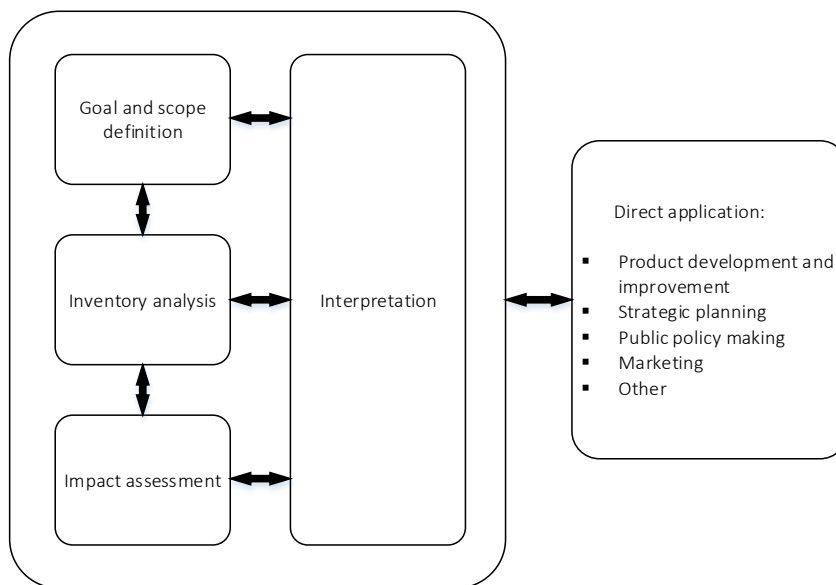 Goal and scope
definition
Inventory analysis
Impact assessment
Interpretation
Direct application:
▪ Product development and
improvement
▪ Strategic planning
▪ Public policy making
▪ Marketing
▪ Other